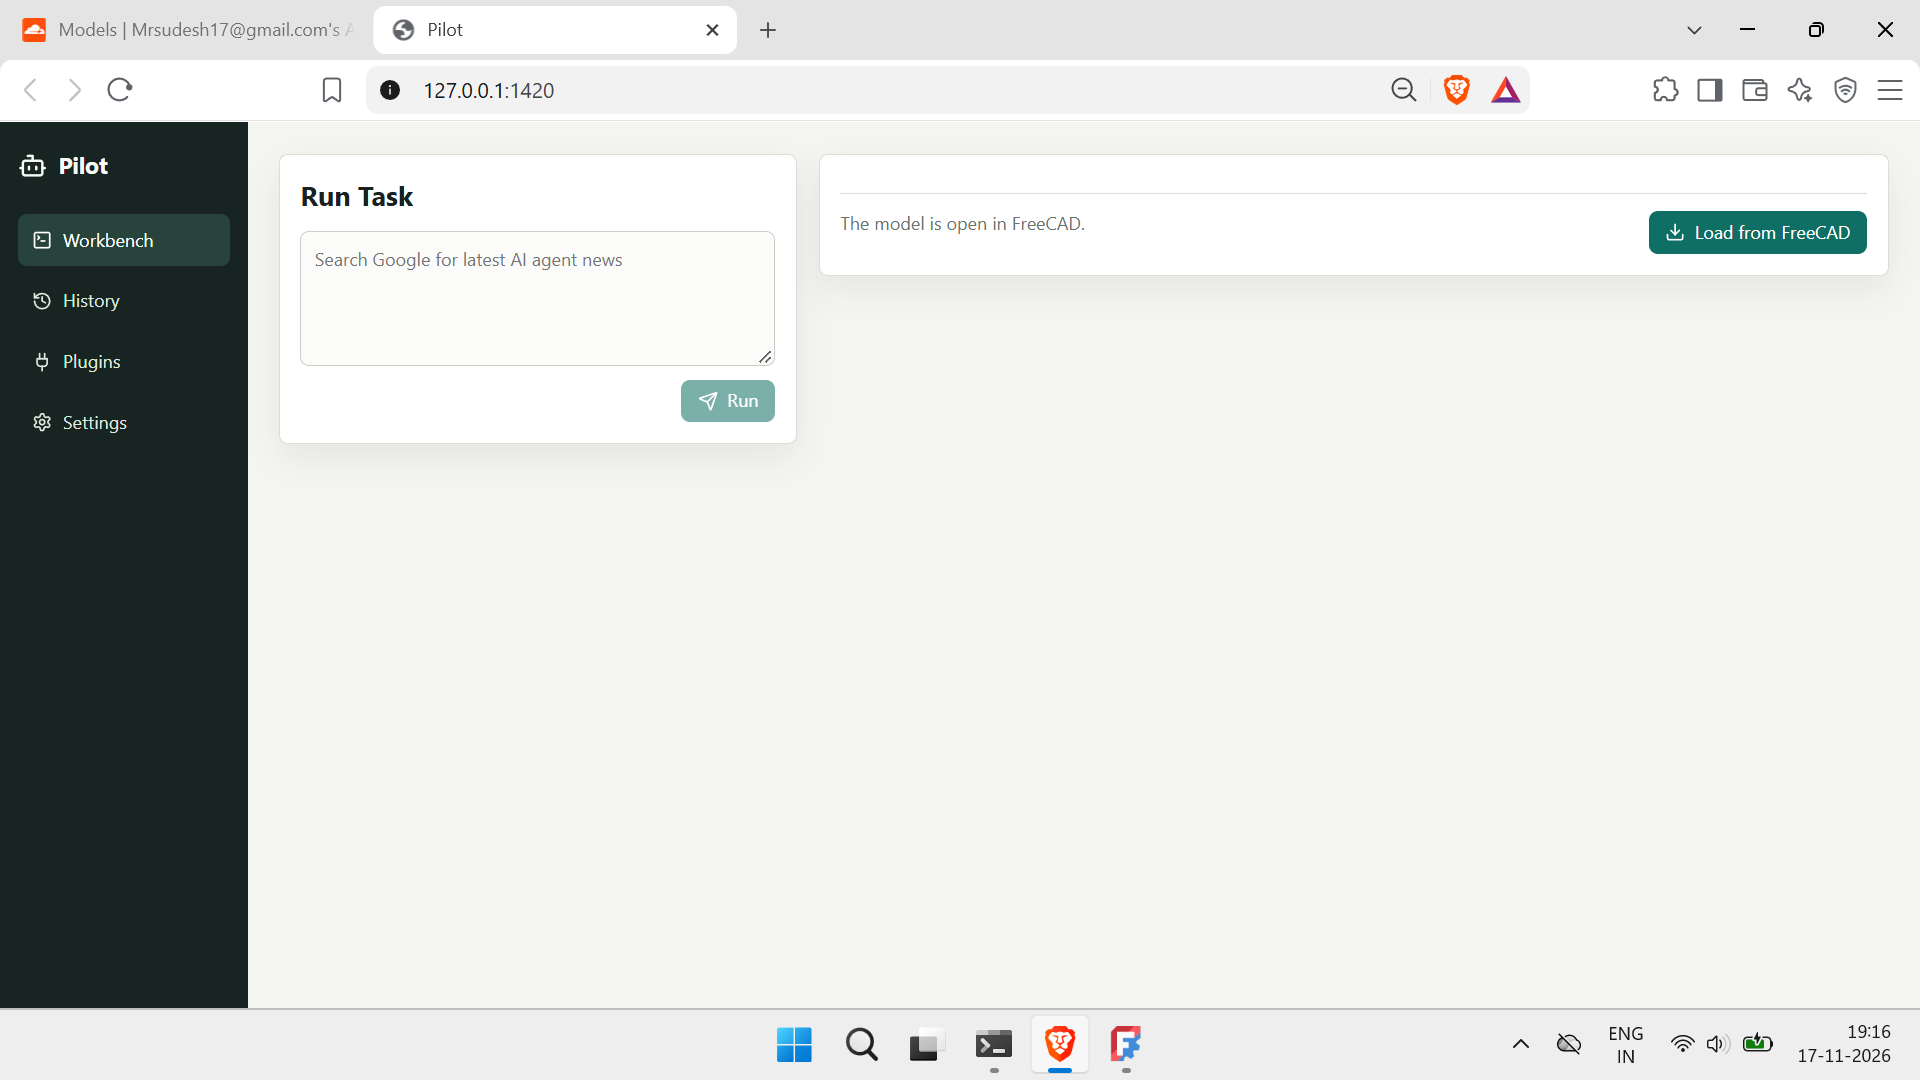 Models | Mrsudesh17@gmail.com's
Pilot
127.0.0.1:1420
Pilot
Workbench
History
Plugins
Settings
Run Task
Search Google for latest AI agent news
Run
The model is open in FreeCAD.
Load from FreeCAD
ENG
IN
19:16
17-11-2026